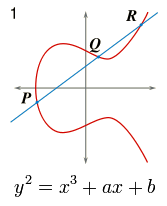 1
R
Q
P
y² = x³ + ax + b